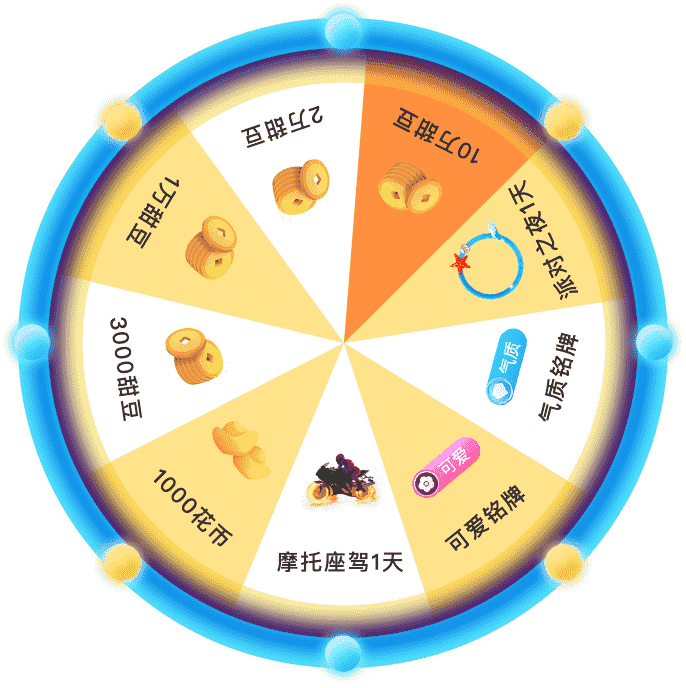 10万甜豆
派对之夜1天
气质
气质铭牌
可爱
可爱铭牌
摩托座驾1天
1000花币
3000甜豆
1万甜豆
2万甜豆